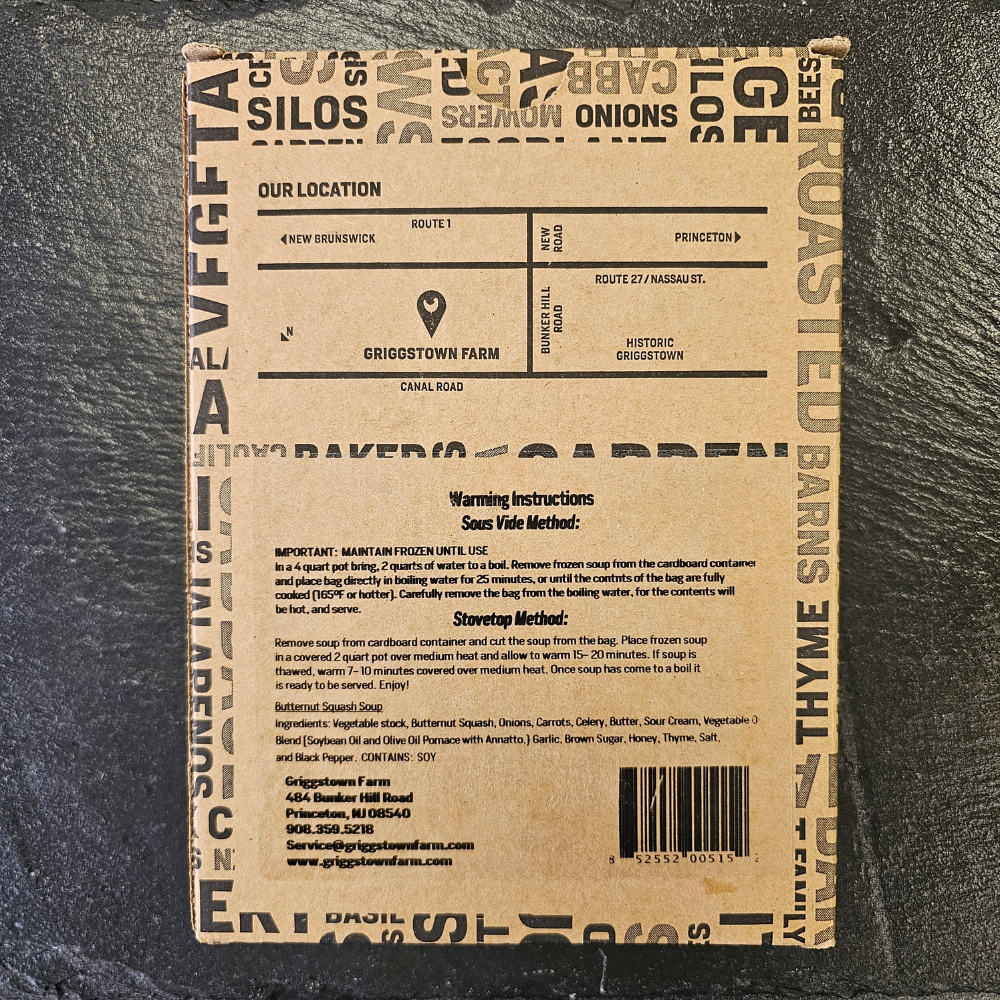 SILOS
MOWERS
ONIONS
CABB
BEES
OUR LOCATION
ROUTE 1
NEW BRUNSWICK
NEW ROAD
PRINCETON
ROUTE 27 / NASSAU ST.
BUNKER HILL ROAD
N
GRIGGSTOWN FARM
HISTORIC
GRIGGSTOWN
CANAL ROAD
ROASTED
BARNS
THYME
FAMILY
BAKER'S
GARDEN
Warming Instructions
Sous Vide Method:
IMPORTANT: MAINTAIN FROZEN UNTIL USE
In a 4 quart pot bring, 2 quarts of water to a boil. Remove frozen soup from the cardboard container
and place bag directly in boiling water for 25 minutes, or until the contnts of the bag are fully
cooked (165ºF or hotter). Carefully remove the bag from the boiling water, for the contents will
be hot, and serve.
Stovetop Method:
Remove soup from cardboard container and cut the soup from the bag. Place frozen soup
in a covered 2 quart pot over medium heat and allow to warm 15- 20 minutes. If soup is
thawed, warm 7-10 minutes covered over medium heat. Once soup has come to a boil it
is ready to be served. Enjoy!
Butternut Squash Soup
Ingredients: Vegetable stock, Butternut Squash, Onions, Carrots, Celery, Butter, Sour Cream, Vegetable O
Blend (Soybean Oil and Olive Oil Pomace with Annatto,) Garlic, Brown Sugar, Honey, Thyme, Salt,
and Black Pepper. CONTAINS: SOY
Griggstown Farm
484 Bunker Hill Road
Princeton, NJ 08540
908.359.5218
Service@griggstownfarm.com
www.griggstownfarm.com
8 52552 00515 2
BASIL